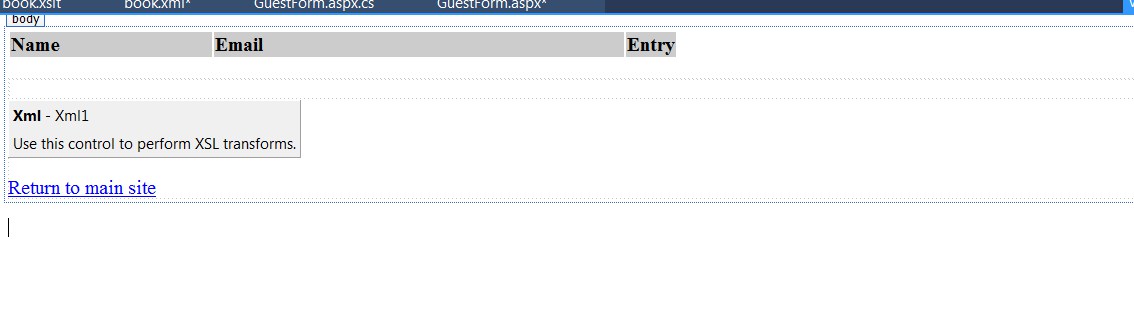 book.xslt book.xml* GuestForm.aspx.cs GuestForm.aspx*
body
Name Email Entry
Xml - Xml1
Use this control to perform XSL transforms.
Return to main site